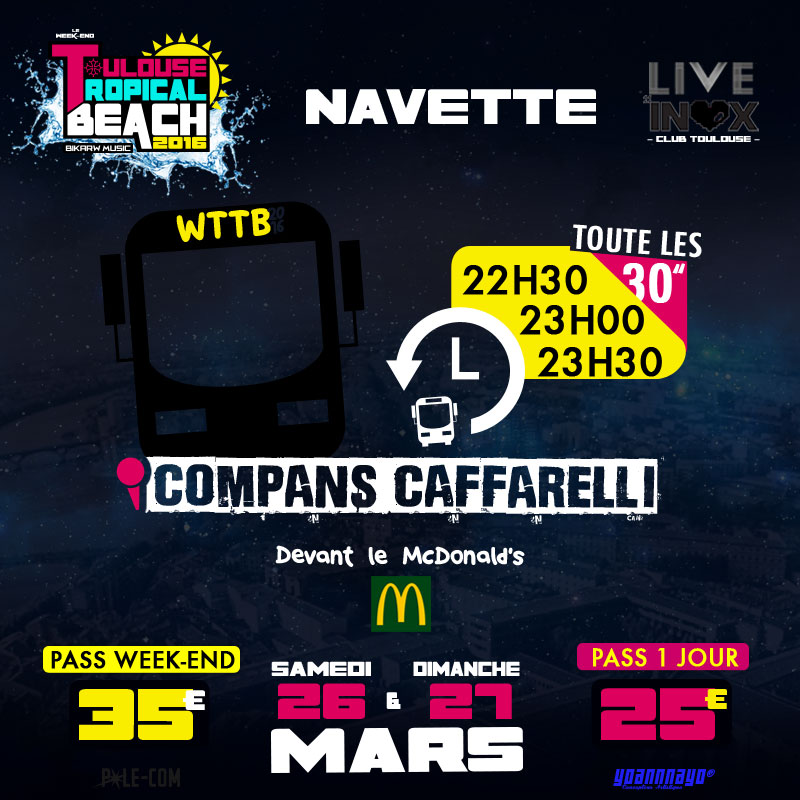 LE
WEEK-END
TOULOUSE
TROPICAL
BEACH
2016
BIKARW MUSIC
NAVETTE
LIVE
INOX
- CLUB TOULOUSE -
WTTB
TOUTE LES
30"
22H30
23H00
23H30
COMPANS CAFFARELLI
Devant le McDonald's
PASS WEEK-END
35€
SAMEDI DIMANCHE
26 & 27
MARS
PASS 1 JOUR
25€
POLE-COM
yoannnayo®